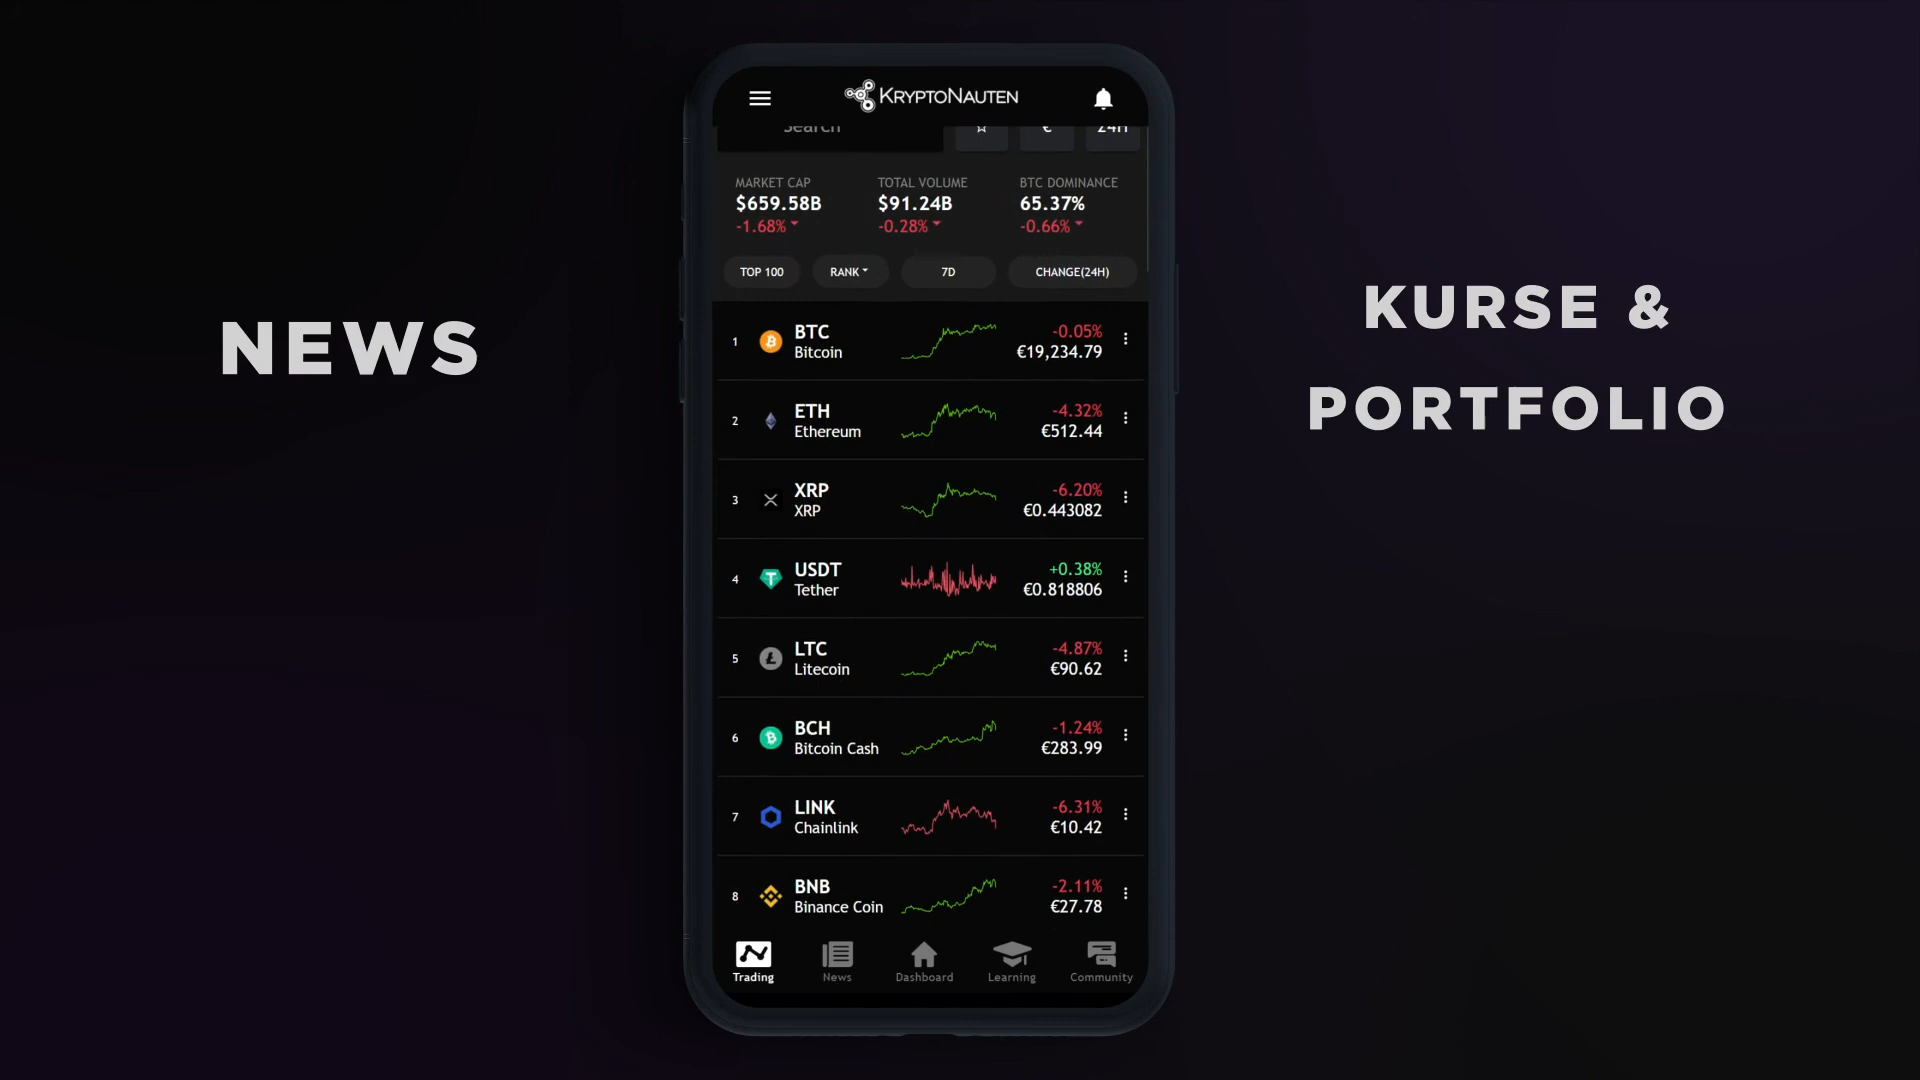 NEWS
KURSE &
PORTFOLIO
KRYPTONAUTEN
Search
€
24H
MARKET CAP
TOTAL VOLUME
BTC DOMINANCE
$659.58B
$91.24B
65.37%
-1.68%
-0.28%
-0.66%
TOP 100
RANK
7D
CHANGE(24H)
1
BTC
Bitcoin
-0.05%
€19,234.79
2
ETH
Ethereum
-4.32%
€512.44
3
XRP
XRP
-6.20%
€0.443082
4
USDT
Tether
+0.38%
€0.818806
5
LTC
Litecoin
-4.87%
€90.62
6
BCH
Bitcoin Cash
-1.24%
€283.99
7
LINK
Chainlink
-6.31%
€10.42
8
BNB
Binance Coin
-2.11%
€27.78
Trading
News
Dashboard
Learning
Community